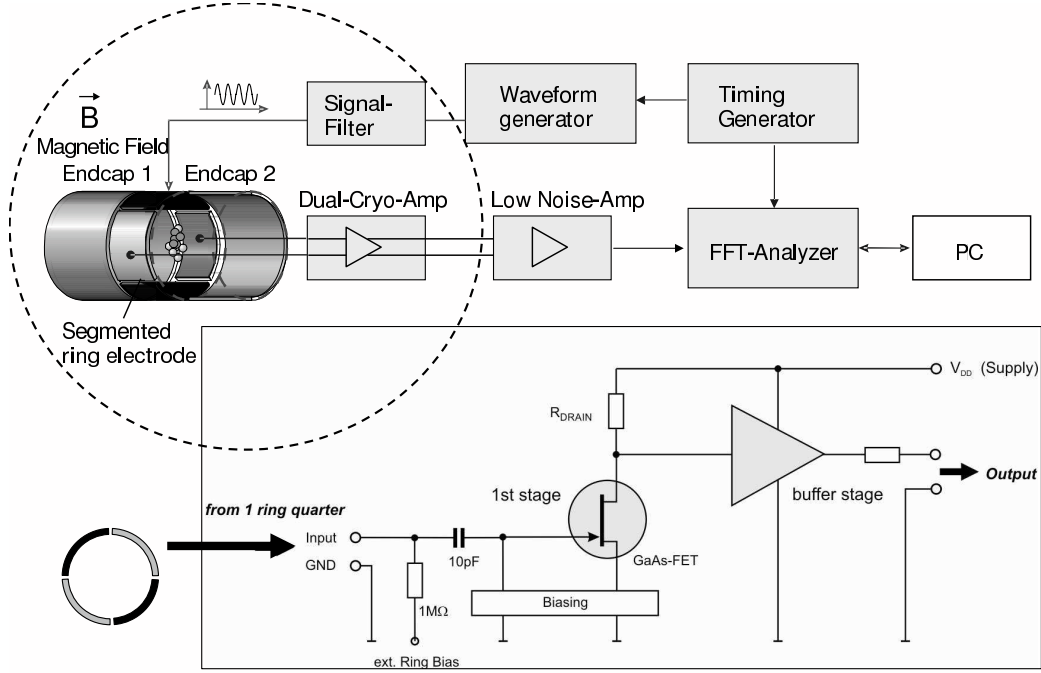 B
Magnetic Field
Endcap 1
Endcap 2
Signal-
Filter
Waveform
generator
Timing
Generator
Dual-Cryo-Amp
Low Noise-Amp
FFT-Analyzer
PC
Segmented
ring electrode
V_DD (Supply)
R_DRAIN
1st stage
buffer stage
Output
from 1 ring quarter
Input
10pF
GaAs-FET
GND
1MΩ
Biasing
ext. Ring Bias